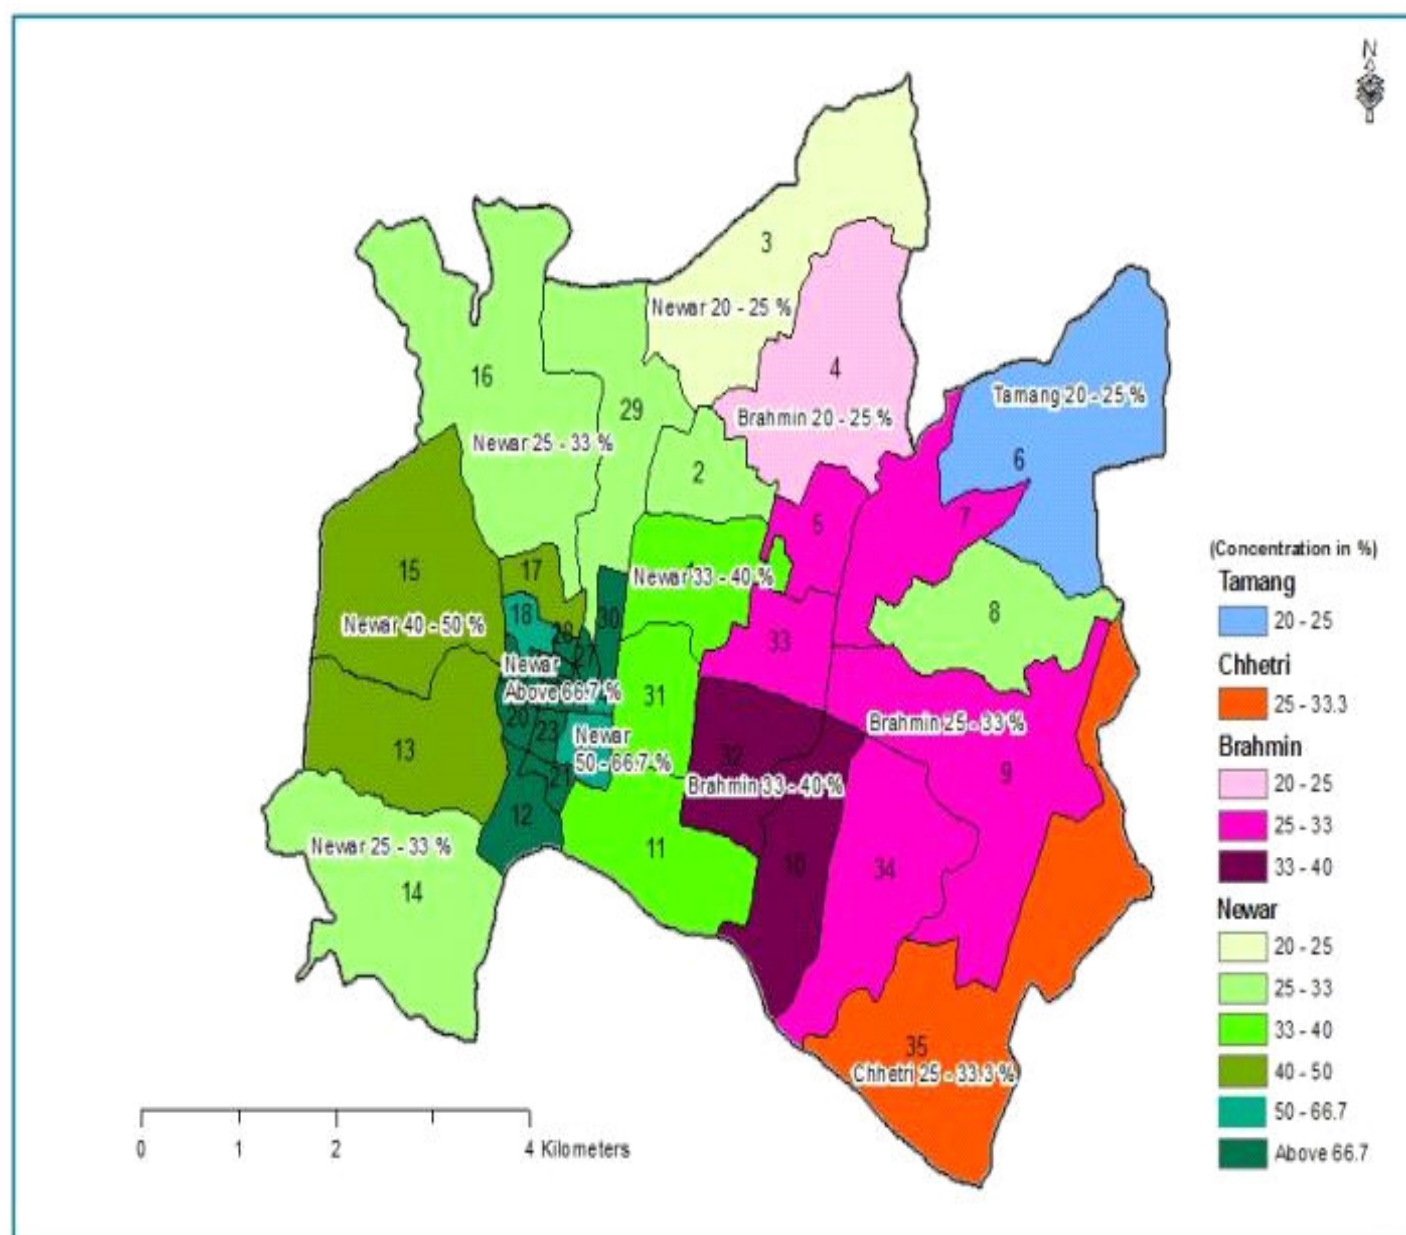 N
3
Newar 20 - 25 %
4
Brahmin 20 - 25 %
Tamang 20 - 25 %
6
16
29
Newar 25 - 33 %
2
5
7
15
17
Newar 33 - 40 %
18
30
8
Newar 40 - 50 %
28
27
33
Newar
Above 66.7 %
31
20
23
Newar
50 - 66.7 %
Brahmin 25 - 33 %
13
32
9
21
Brahmin 33 - 40 %
12
Newar 25 - 33 %
11
10
34
14
35
Chhetri 25 - 33.3 %
0
1
2
4 Kilometers
(Concentration in %)
Tamang
20 - 25
Chhetri
25 - 33.3
Brahmin
20 - 25
25 - 33
33 - 40
Newar
20 - 25
25 - 33
33 - 40
40 - 50
50 - 66.7
Above 66.7